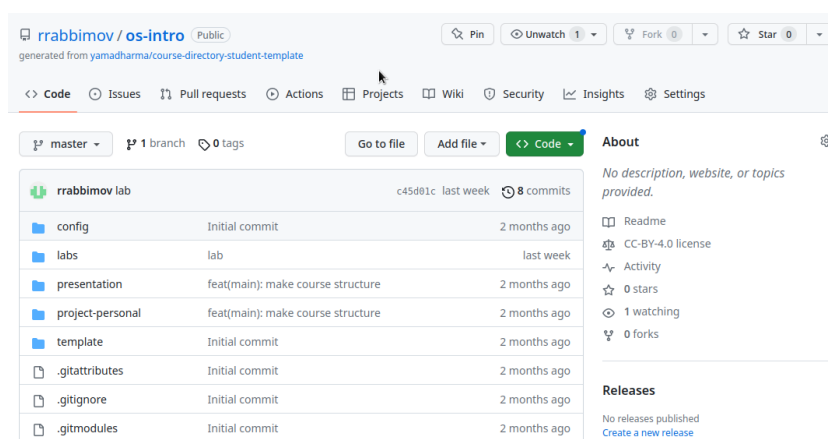 rrabbimov / os-intro Public Pin Unwatch 1 Fork 0 Star 0
generated from yamadharma/course-directory-student-template
Code Issues Pull requests Actions Projects Wiki Security Insights Settings
master 1 branch 0 tags Go to file Add file Code
rrabbimov lab c45d01c last week 8 commits
config Initial commit 2 months ago
labs lab last week
presentation feat(main): make course structure 2 months ago
project-personal feat(main): make course structure 2 months ago
template Initial commit 2 months ago
.gitattributes Initial commit 2 months ago
.gitignore Initial commit 2 months ago
.gitmodules Initial commit 2 months ago
About
No description, website, or topics
provided.
Readme
CC-BY-4.0 license
Activity
0 stars
1 watching
0 forks
Releases
No releases published
Create a new release